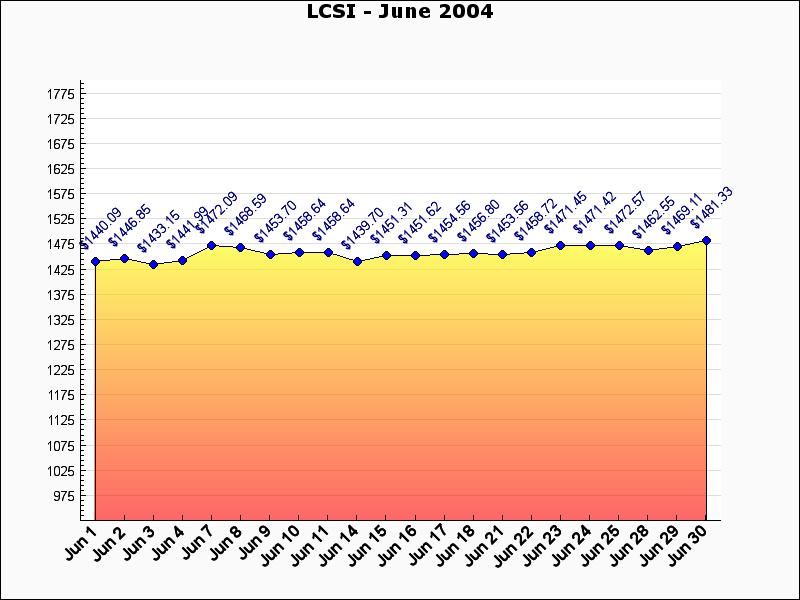 LCSI - June 2004
1775
1725
1675
1625
1575
1525
1475
1425
1375
1325
1275
1225
1175
1125
1075
1025
975
$1440.09
$1446.85
$1433.15
$1441.99
$1472.09
$1468.59
$1453.70
$1458.64
$1458.64
$1439.70
$1451.31
$1451.62
$1454.56
$1456.80
$1453.56
$1458.72
$1471.45
$1471.42
$1472.57
$1462.55
$1469.11
$1481.33
Jun 1
Jun 2
Jun 3
Jun 4
Jun 7
Jun 8
Jun 9
Jun 10
Jun 11
Jun 14
Jun 15
Jun 16
Jun 17
Jun 18
Jun 21
Jun 22
Jun 23
Jun 24
Jun 25
Jun 28
Jun 29
Jun 30